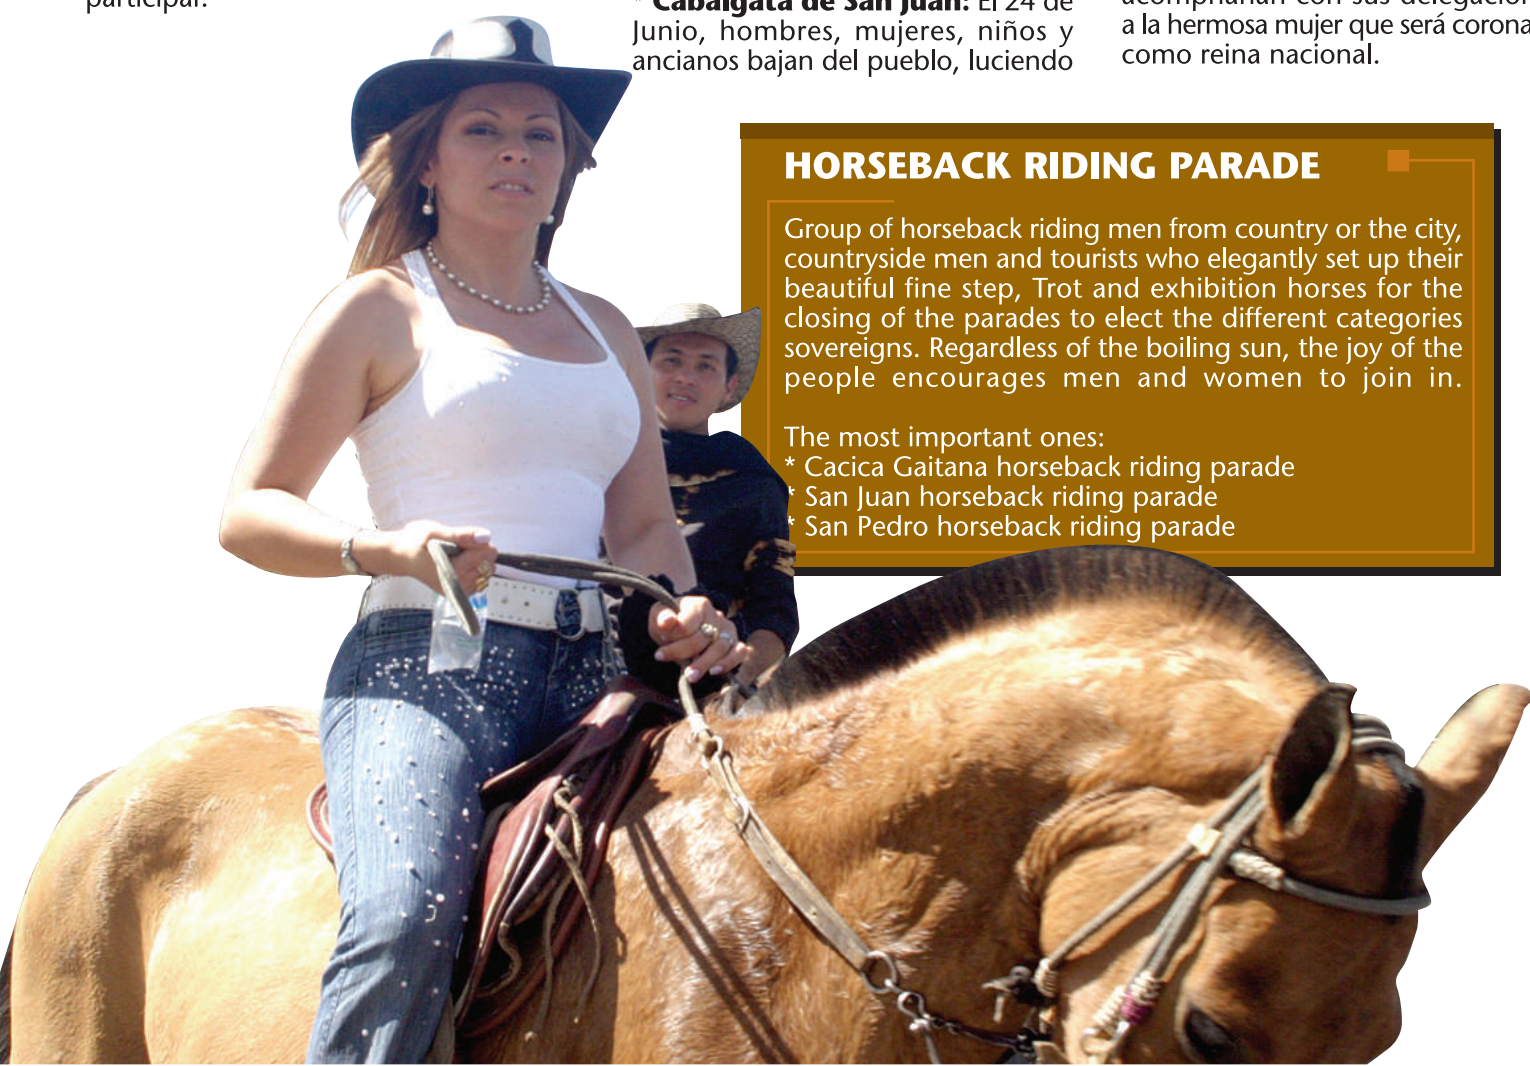 participar.
* Cabalgata de San Juan: El 24 de
Junio, hombres, mujeres, niños y
ancianos bajan del pueblo, luciendo
a la hermosa mujer que será corona
como reina nacional.
HORSEBACK RIDING PARADE
Group of horseback riding men from country or the city,
countryside men and tourists who elegantly set up their
beautiful fine step, Trot and exhibition horses for the
closing of the parades to elect the different categories
sovereigns. Regardless of the boiling sun, the joy of the
people encourages men and women to join in.
The most important ones:
* Cacica Gaitana horseback riding parade
* San Juan horseback riding parade
* San Pedro horseback riding parade